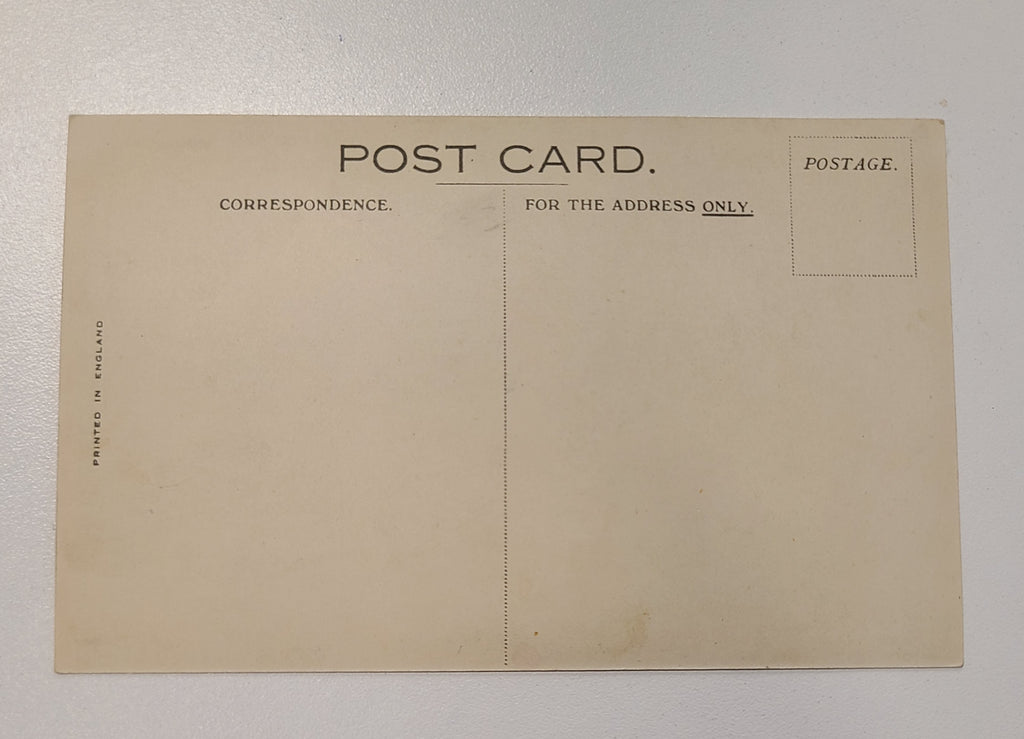 POST CARD.
POSTAGE.
CORRESPONDENCE.
FOR THE ADDRESS ONLY.
PRINTED IN ENGLAND